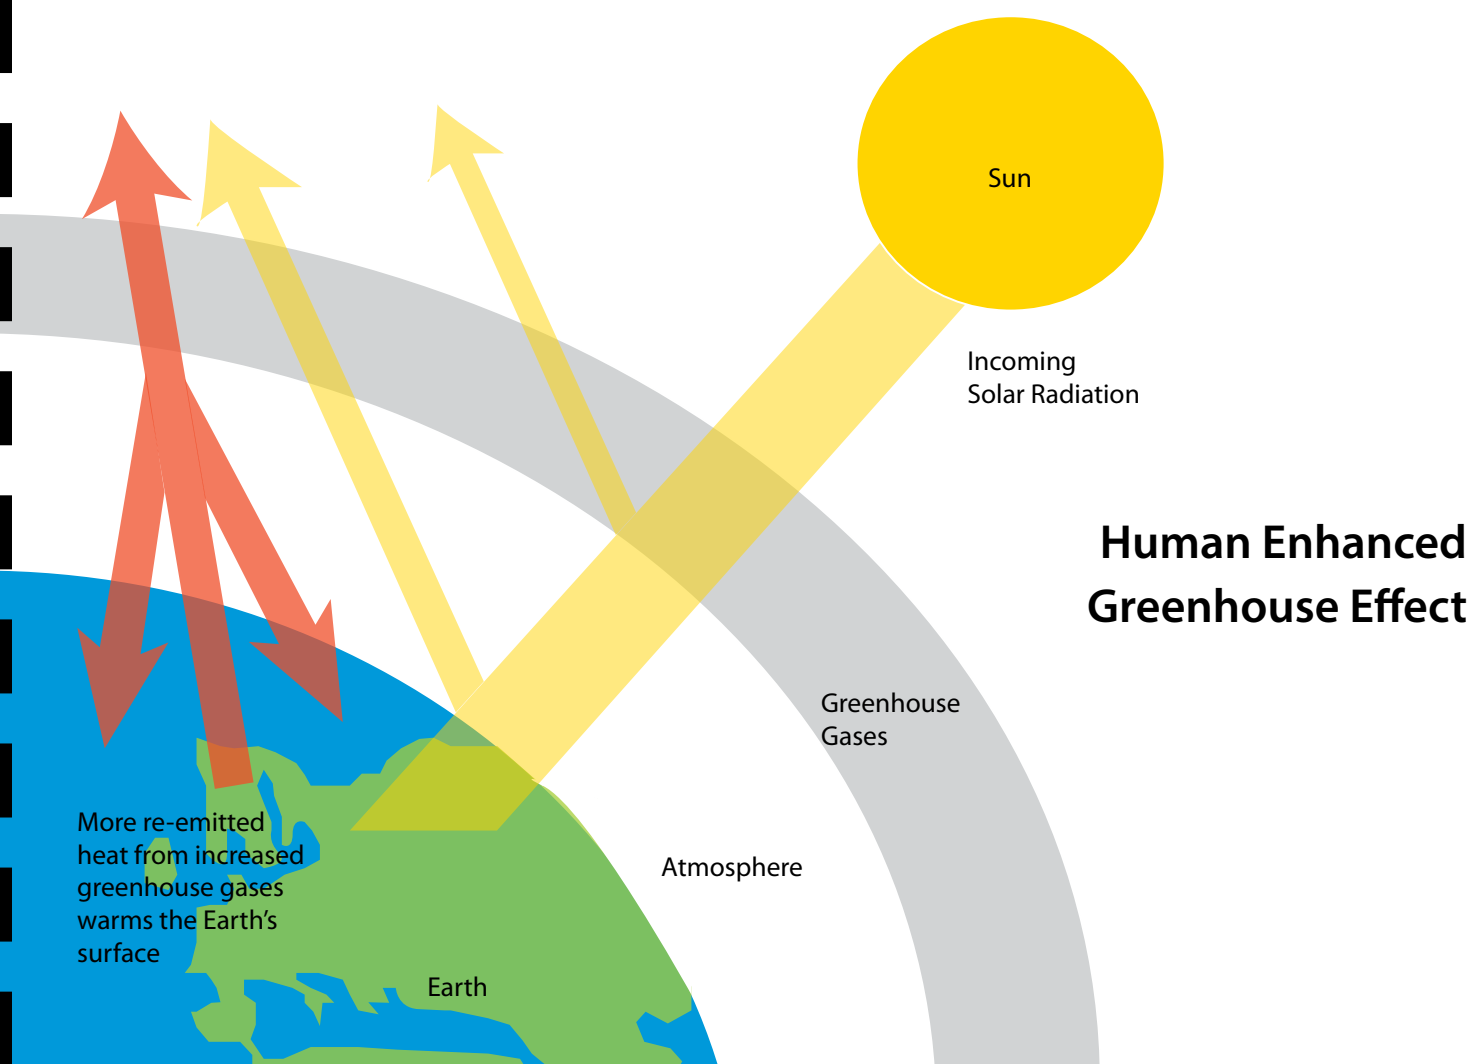 Sun
Incoming
Solar Radiation
Human Enhanced
Greenhouse Effect
Greenhouse
Gases
More re-emitted
heat from increased
greenhouse gases
warms the Earth's
surface
Atmosphere
Earth